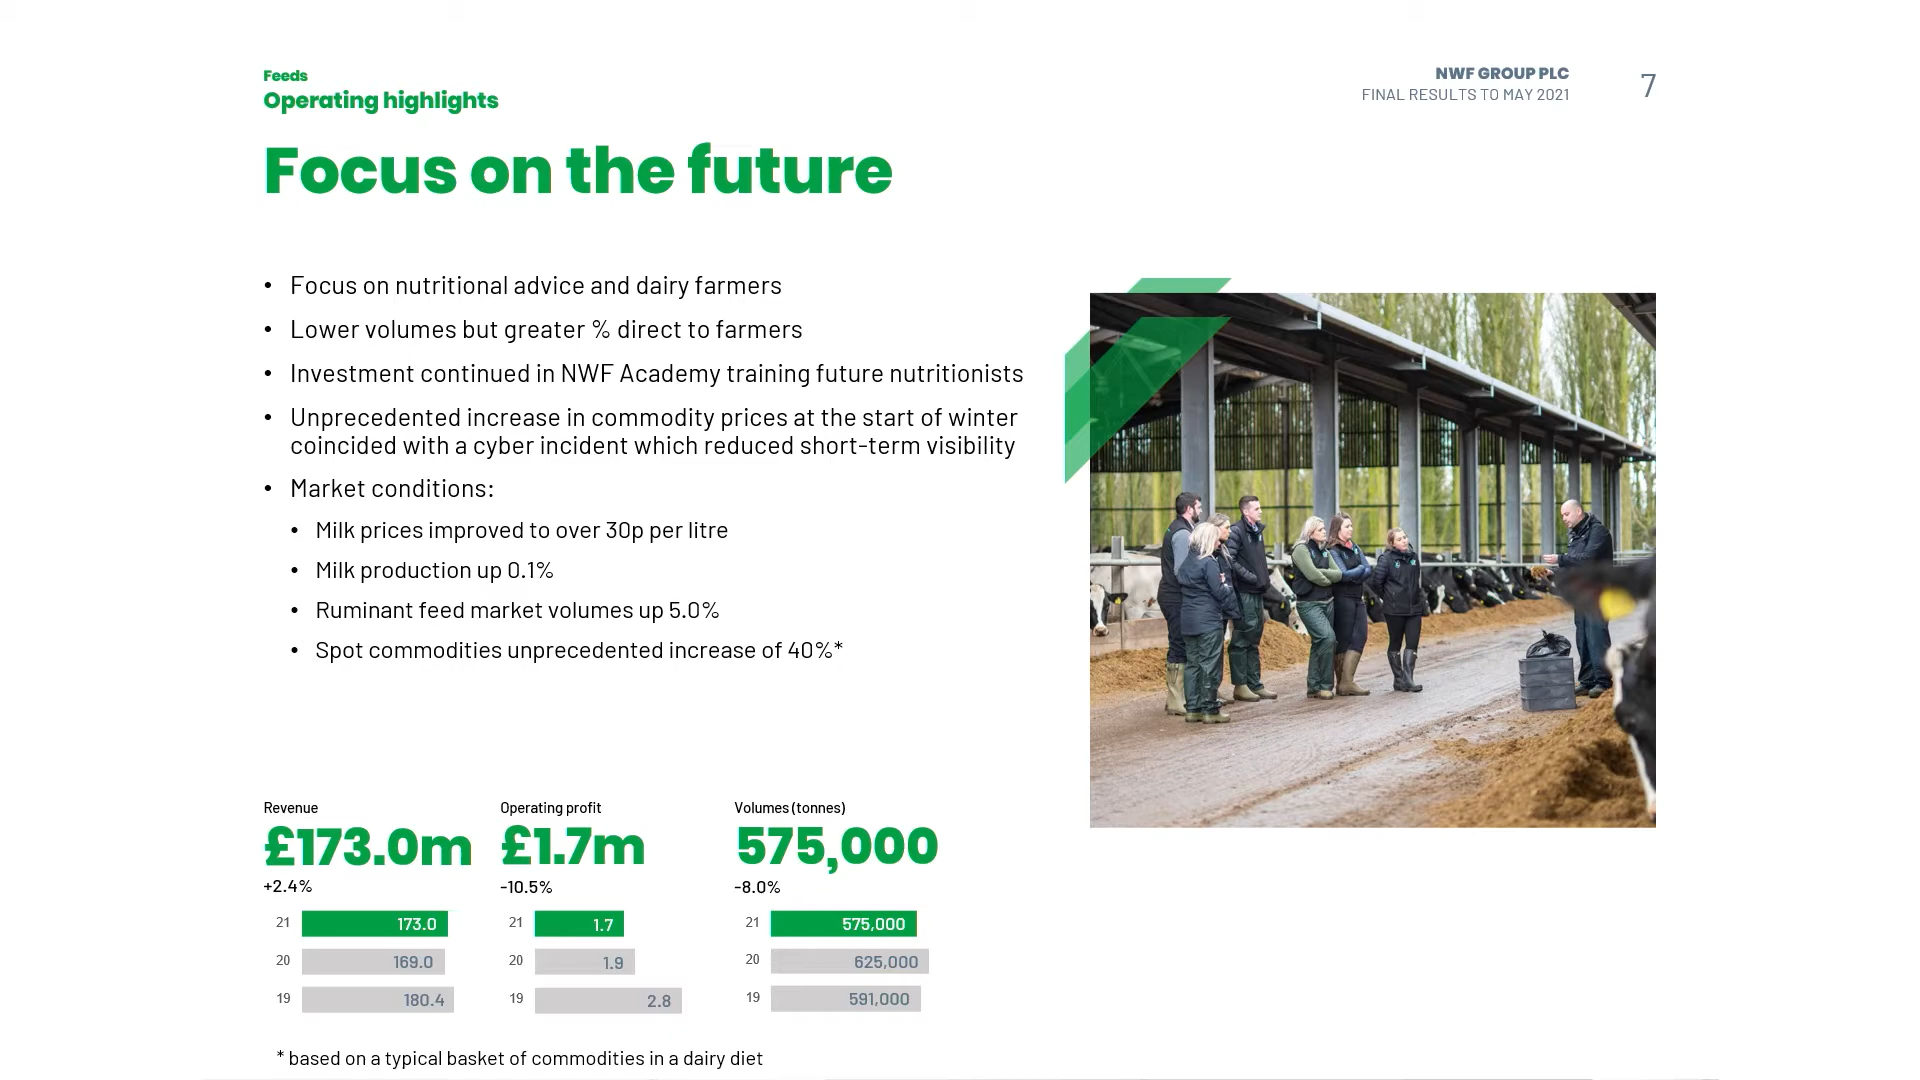 Feeds
Operating highlights
NWF GROUP PLC
FINAL RESULTS TO MAY 2021
7
Focus on the future
• Focus on nutritional advice and dairy farmers
• Lower volumes but greater % direct to farmers
• Investment continued in NWF Academy training future nutritionists
• Unprecedented increase in commodity prices at the start of winter
coincided with a cyber incident which reduced short-term visibility
• Market conditions:
• Milk prices improved to over 30p per litre
• Milk production up 0.1%
• Ruminant feed market volumes up 5.0%
• Spot commodities unprecedented increase of 40%*
Revenue
£173.0m
+2.4%
21 173.0
20 169.0
19 180.4
Operating profit
£1.7m
-10.5%
21 1.7
20 1.9
19 2.8
Volumes (tonnes)
575,000
-8.0%
21 575,000
20 625,000
19 591,000
* based on a typical basket of commodities in a dairy diet